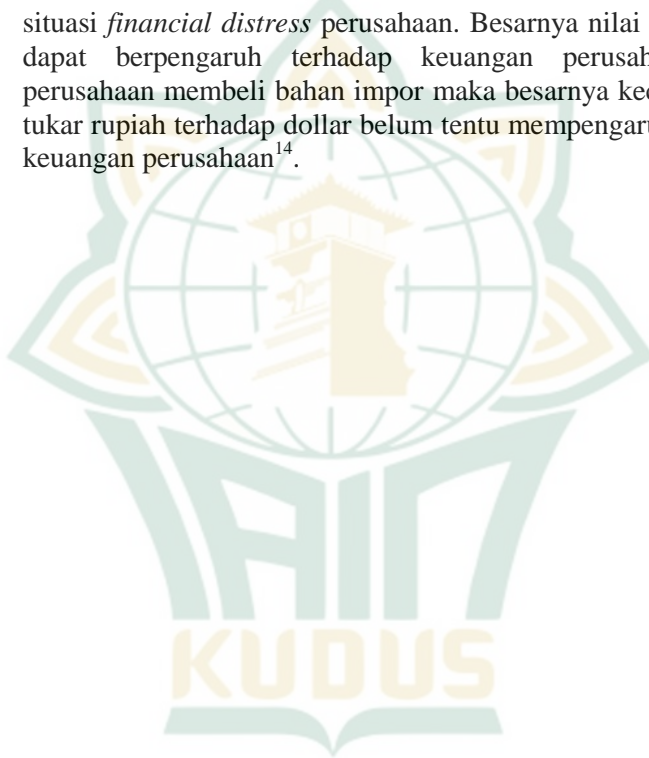 situasi financial distress perusahaan. Besarnya nilai
dapat berpengaruh terhadap keuangan
perusahaan membeli bahan impor maka besarnya
tukar rupiah terhadap dollar belum tentu
keuangan perusahaan14.
IAIN
KUDUS